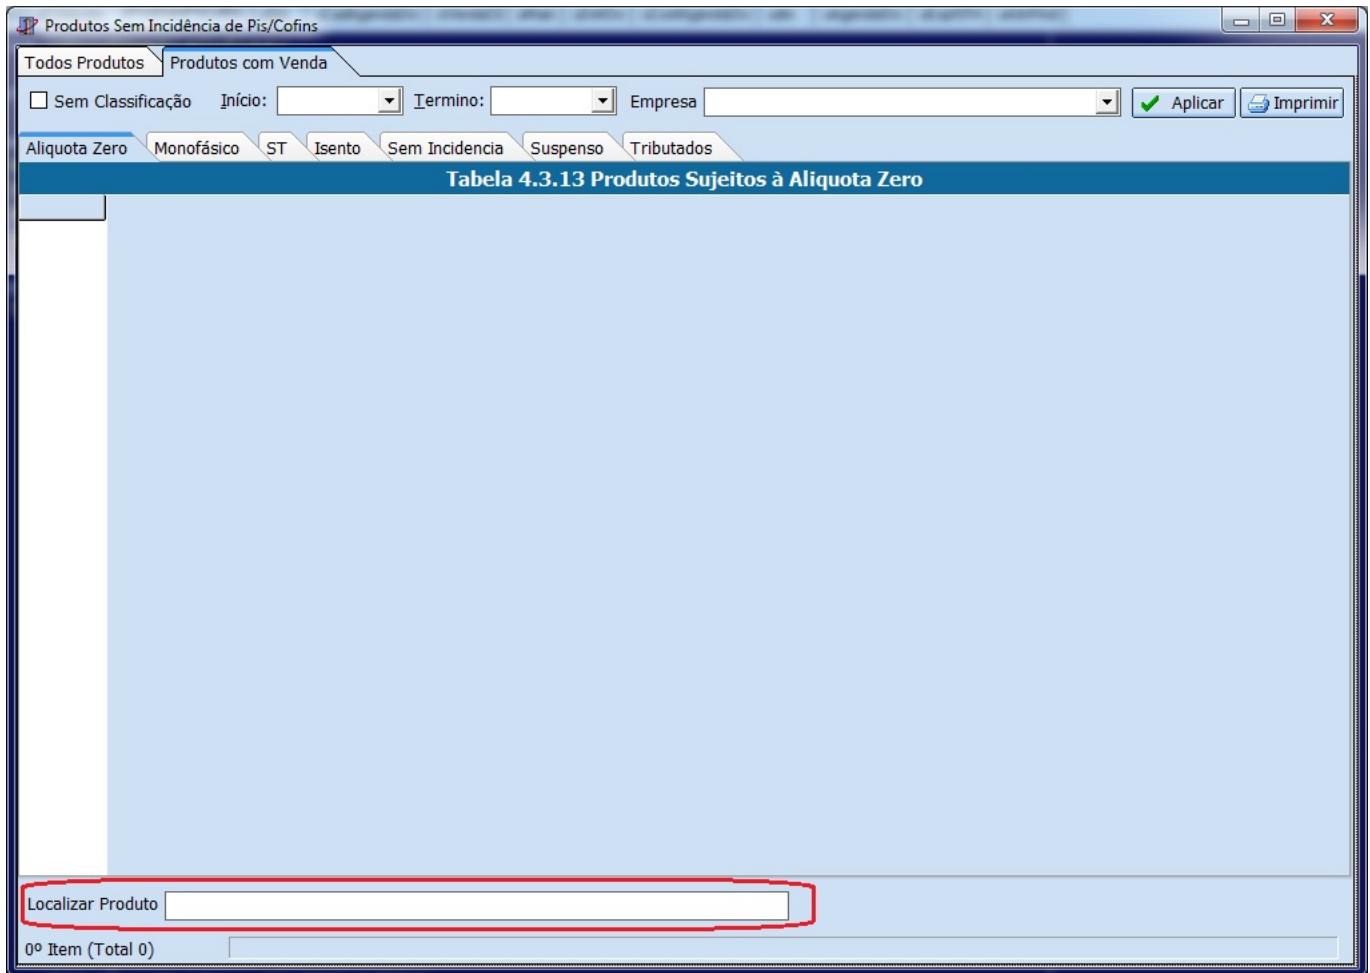 Produtos Sem Incidência de Pis/Cofins
Todos Produtos Produtos com Venda
Sem Classificação Início: Termino: Empresa Aplicar Imprimir
Aliquota Zero Monofásico ST Isento Sem Incidencia Suspenso Tributados
Tabela 4.3.13 Produtos Sujeitos à Aliquota Zero
Localizar Produto
0º Item (Total 0)